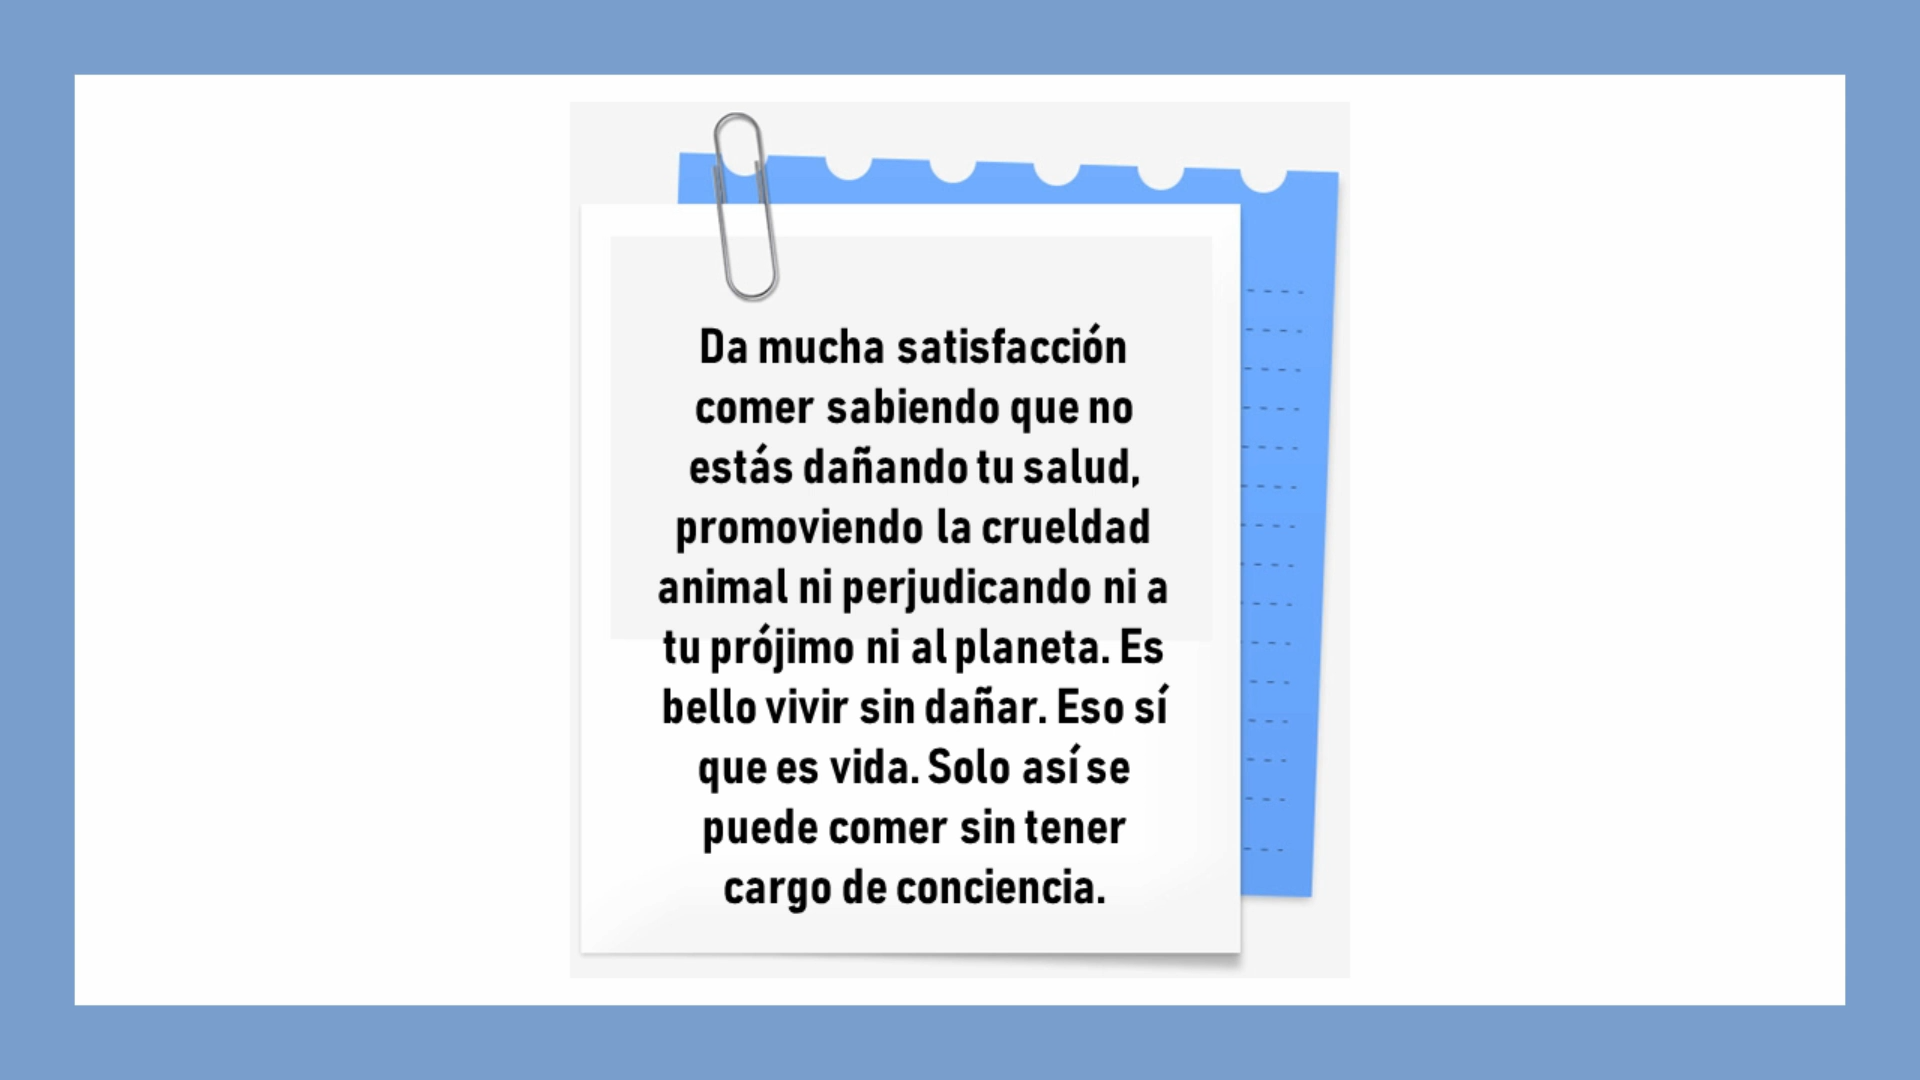 Da mucha satisfacción
comer sabiendo que no
estás dañando tu salud,
promoviendo la crueldad
animal ni perjudicando ni a
tu prójimo ni al planeta. Es
bello vivir sin dañar. Eso sí
que es vida. Solo así se
puede comer sin tener
cargo de conciencia.